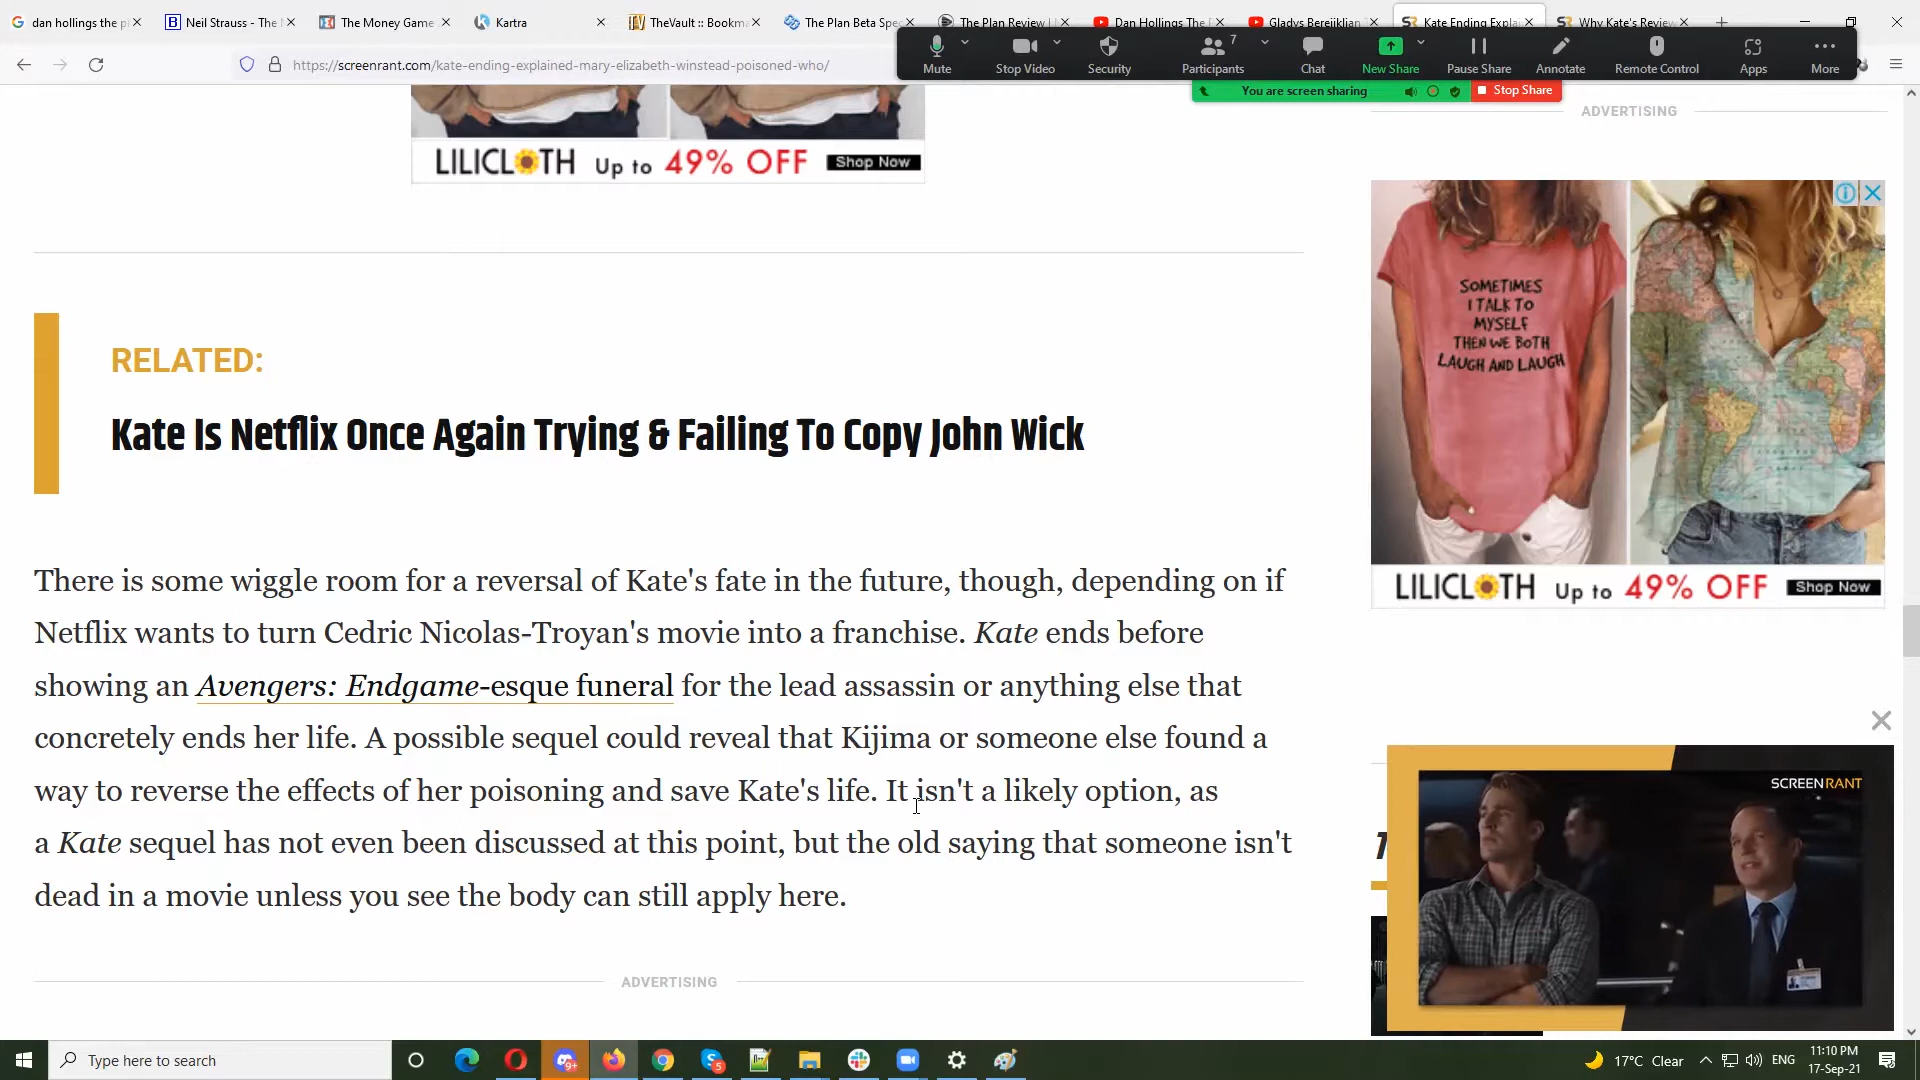 dan hollings the p
Neil Strauss - The
The Money Game
Kartra
TheVault :: Bookm
The Plan Beta Spec
The Plan Review
Dan Hollings The
Gladys Berejiklian
Kate Ending Expla
Why Kate's Review
https://screenrant.com/kate-ending-explained-mary-elizabeth-winstead-poisoned-who/
Mute
Stop Video
Security
7
Participants
Chat
New Share
Pause Share
Annotate
Remote Control
Apps
More
You are screen sharing
Stop Share
ADVERTISING
LILICLOTH Up to 49% OFF Shop Now
SOMETIMES
I TALK TO
MYSELF
THEN WE BOTH
LAUGH AND LAUGH
LILICLOTH Up to 49% OFF Shop Now
RELATED:
Kate Is Netflix Once Again Trying & Failing To Copy John Wick
There is some wiggle room for a reversal of Kate's fate in the future, though, depending on if
Netflix wants to turn Cedric Nicolas-Troyan's movie into a franchise. Kate ends before
showing an Avengers: Endgame-esque funeral for the lead assassin or anything else that
concretely ends her life. A possible sequel could reveal that Kijima or someone else found a
way to reverse the effects of her poisoning and save Kate's life. It isn't a likely option, as
a Kate sequel has not even been discussed at this point, but the old saying that someone isn't
dead in a movie unless you see the body can still apply here.
ADVERTISING
SCREENRANT
Type here to search
9+
5
17°C Clear
ENG
11:10 PM
17-Sep-21